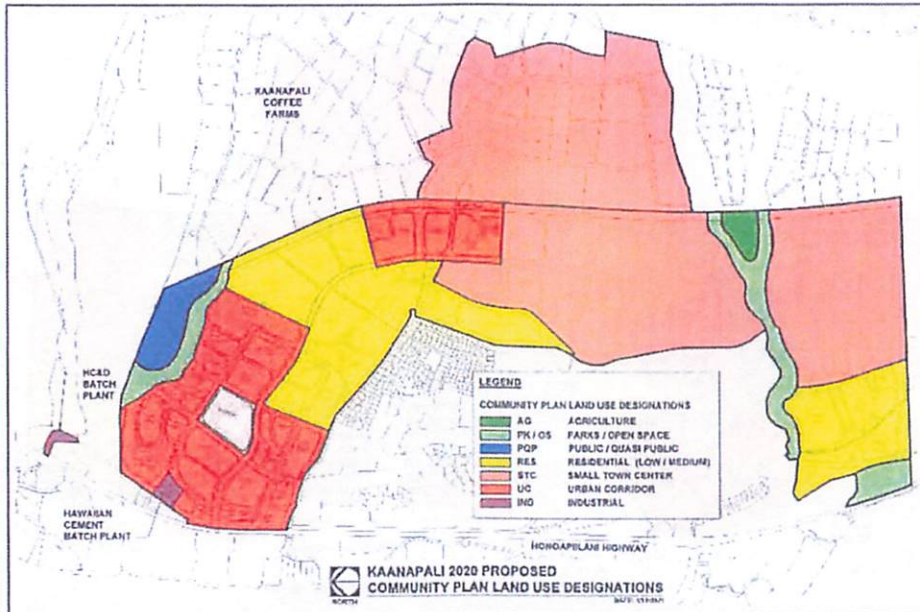 KAANAPALI
COFFEE
FARMS
HC&D
BATCH
PLANT
HAWAIIAN
CEMENT
BATCH PLANT
LEGEND
COMMUNITY PLAN LAND USE DESIGNATIONS
AG AGRICULTURE
PK / OS PARKS / OPEN SPACE
PQP PUBLIC / QUASI PUBLIC
RES RESIDENTIAL (LOW / MEDIUM)
STC SMALL TOWN CENTER
UC URBAN CORRIDOR
IND INDUSTRIAL
HONOAPIILANI HIGHWAY
NORTH
KAANAPALI 2020 PROPOSED
COMMUNITY PLAN LAND USE DESIGNATIONS